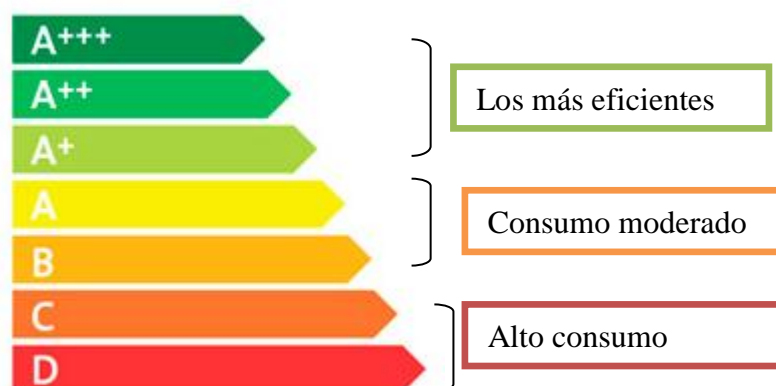 A+++
A++
Los más eficientes
A+
A
Consumo moderado
B
C
Alto consumo
D